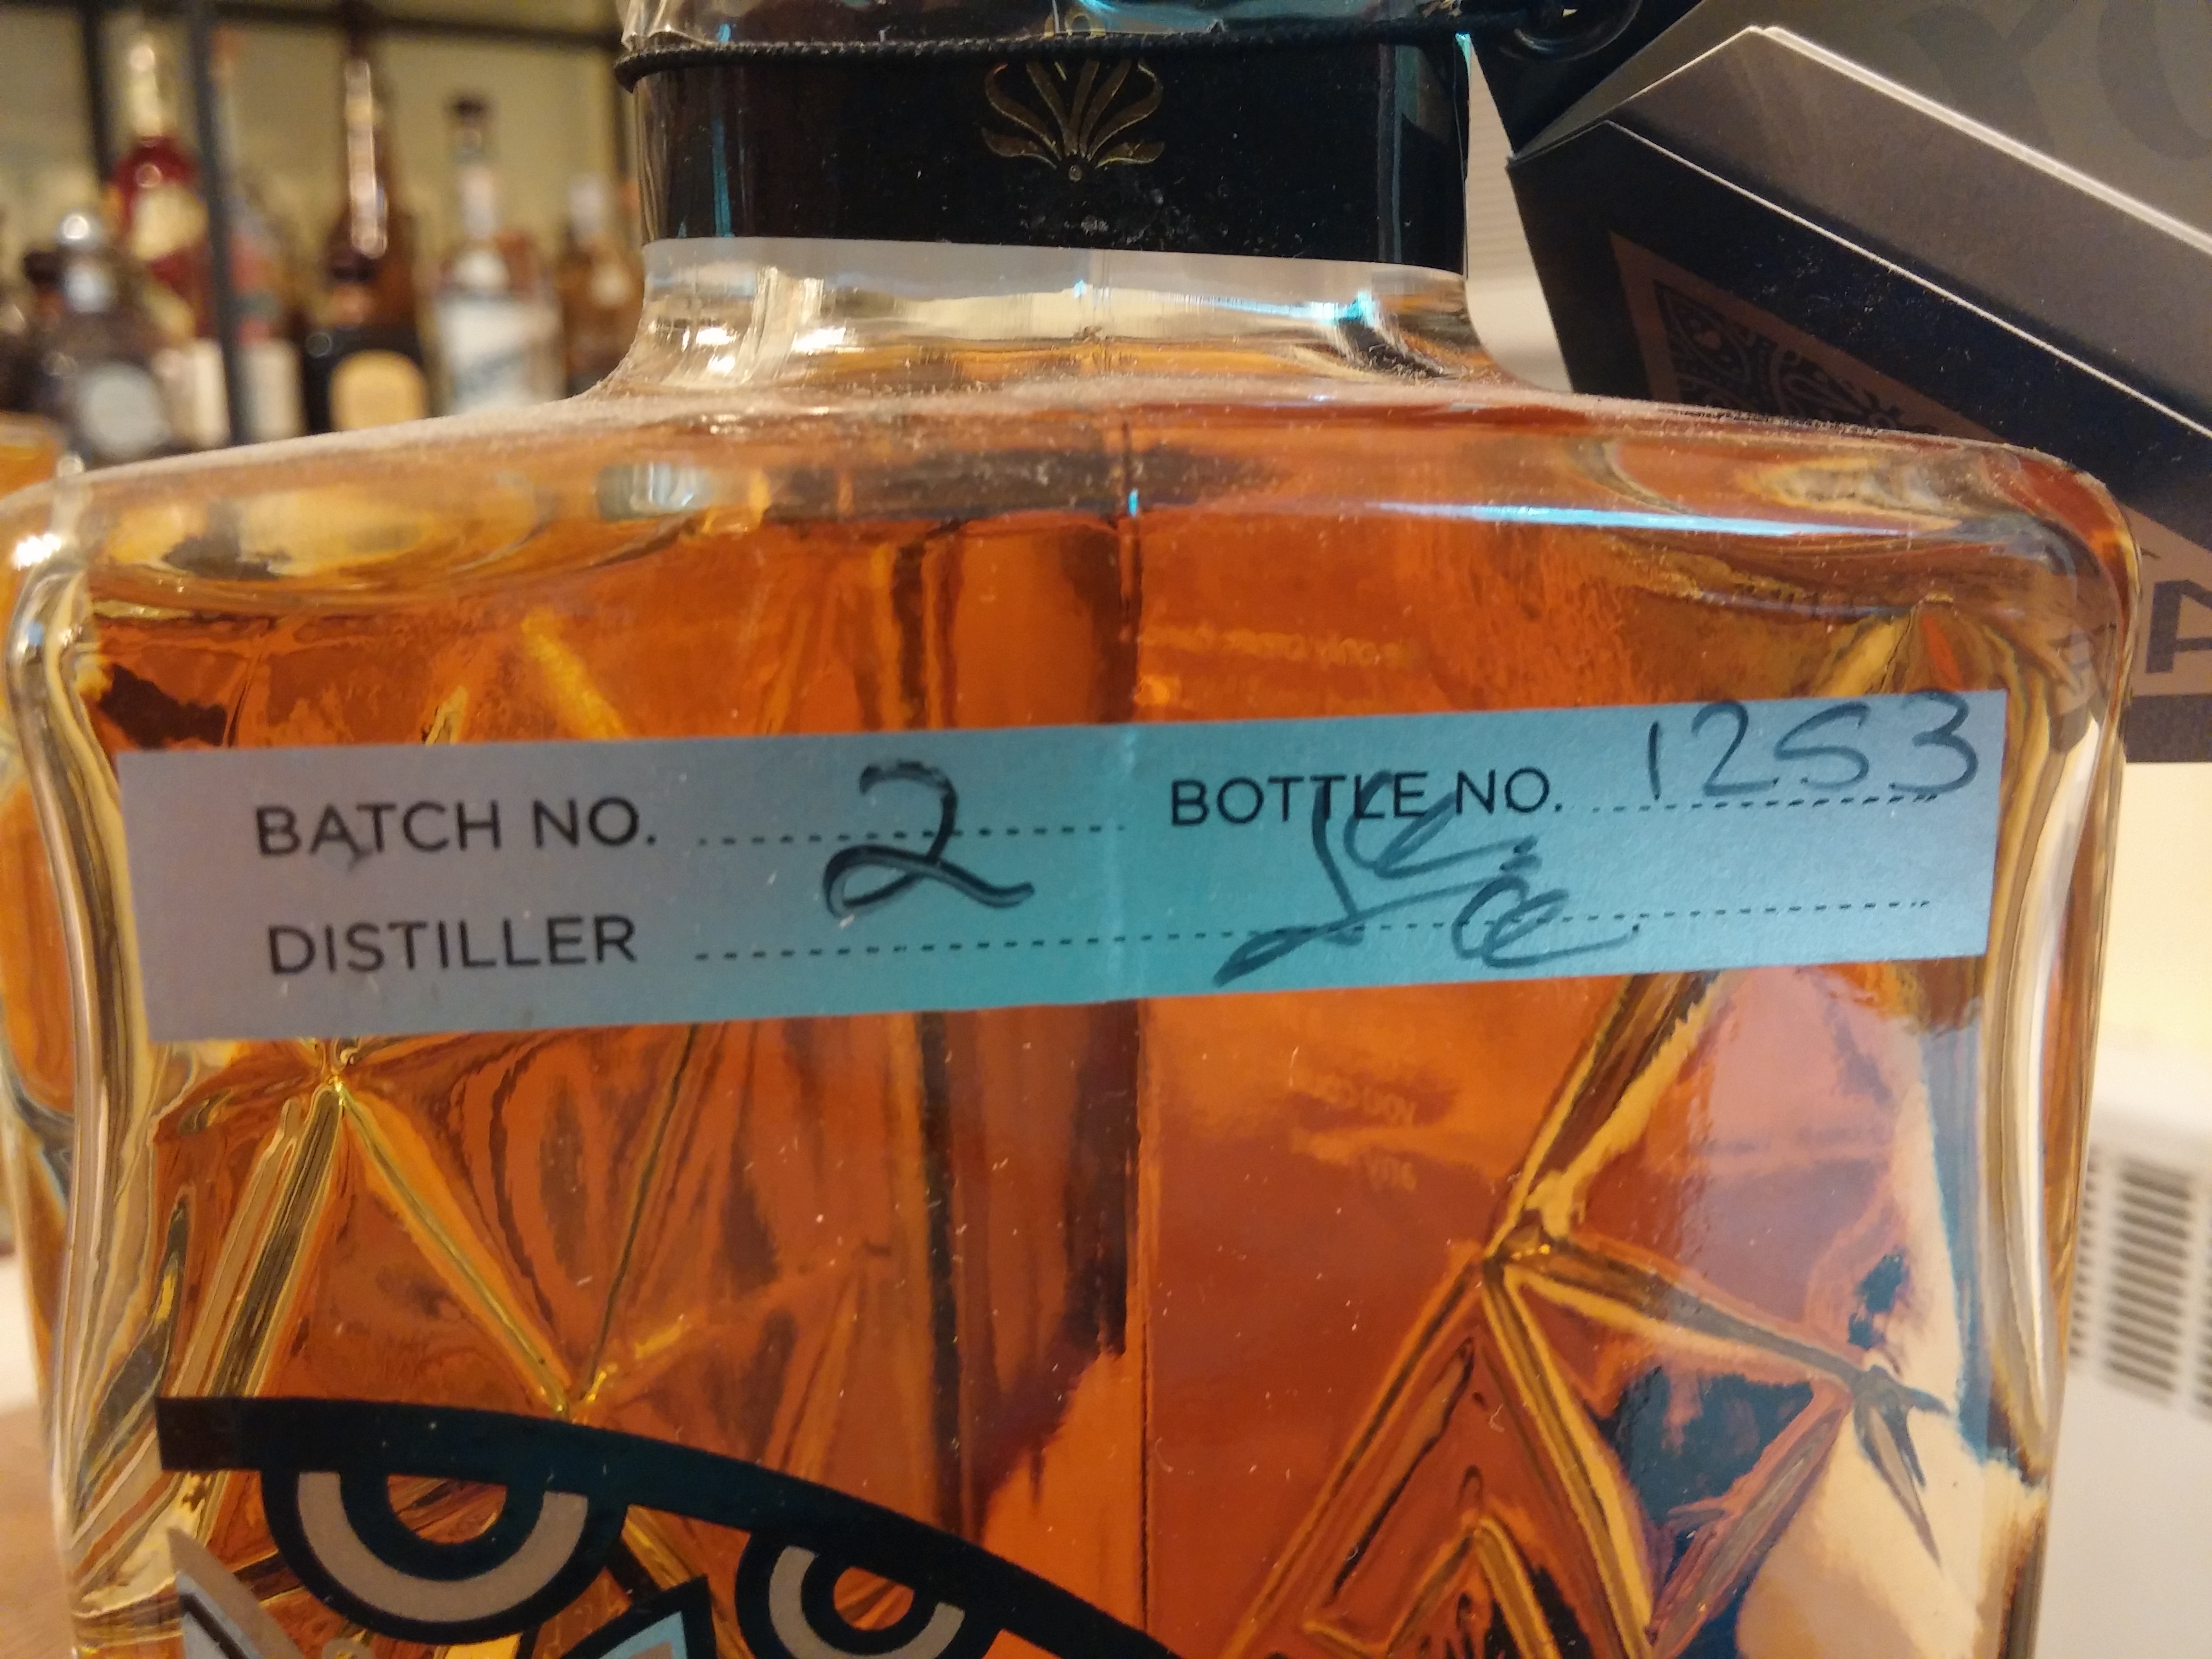 BATCH NO. 2 BOTTLE NO. 1253
DISTILLER